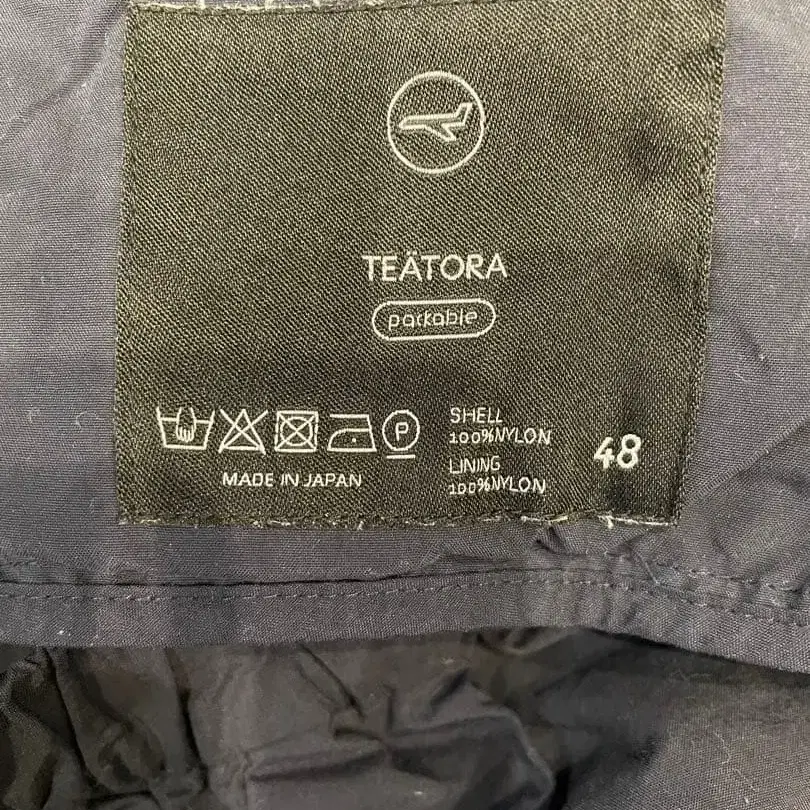 TEÄTORA
packable
P
SHELL
100%NYLON
LINING
100%NYLON
48
MADE IN JAPAN